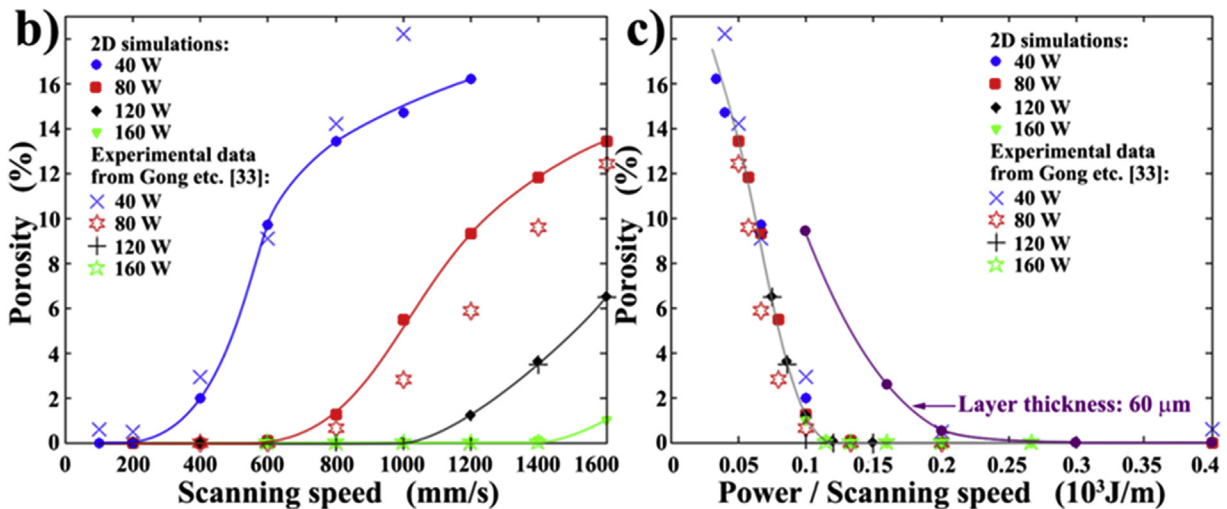 b)
2D simulations:
40 W
80 W
120 W
160 W
Experimental data
from Gong etc. [33]:
40 W
80 W
120 W
160 W
Porosity (%)
16
14
12
10
8
6
4
2
0
0 200 400 600 800 1000 1200 1400 1600
Scanning speed (mm/s)
c)
2D simulations:
40 W
80 W
120 W
160 W
Experimental data
from Gong etc. [33]:
40 W
80 W
120 W
160 W
Layer thickness: 60 μm
Porosity (%)
16
14
12
10
8
6
4
2
0
0 0.05 0.1 0.15 0.2 0.25 0.3 0.35 0.4
Power / Scanning speed (10³J/m)